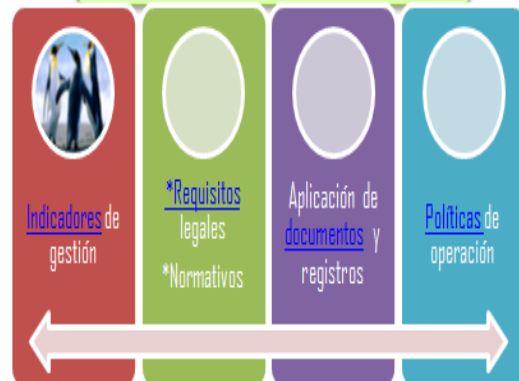 Indicadores de
gestión
*Requisitos
legales
*Normativos
Aplicación de
documentos y
registros
Políticas de
operación